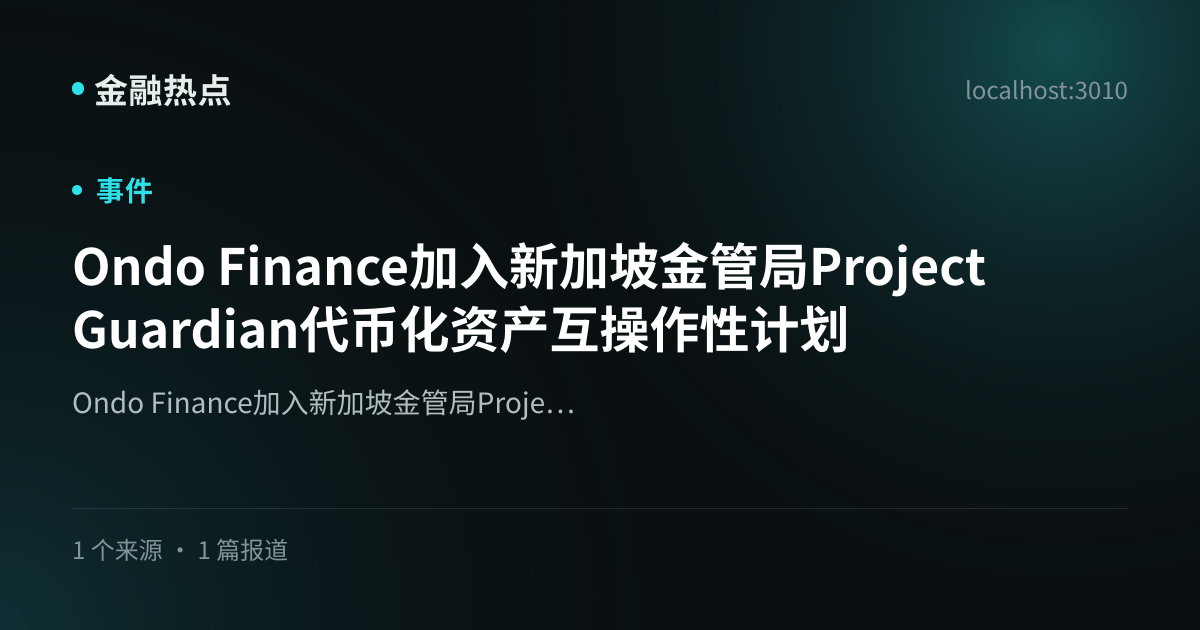 金融热点
localhost:3010
事件
Ondo Finance加入新加坡金管局Project
Guardian代币化资产互操作性计划
Ondo Finance加入新加坡金管局Proje…
1 个来源 · 1 篇报道